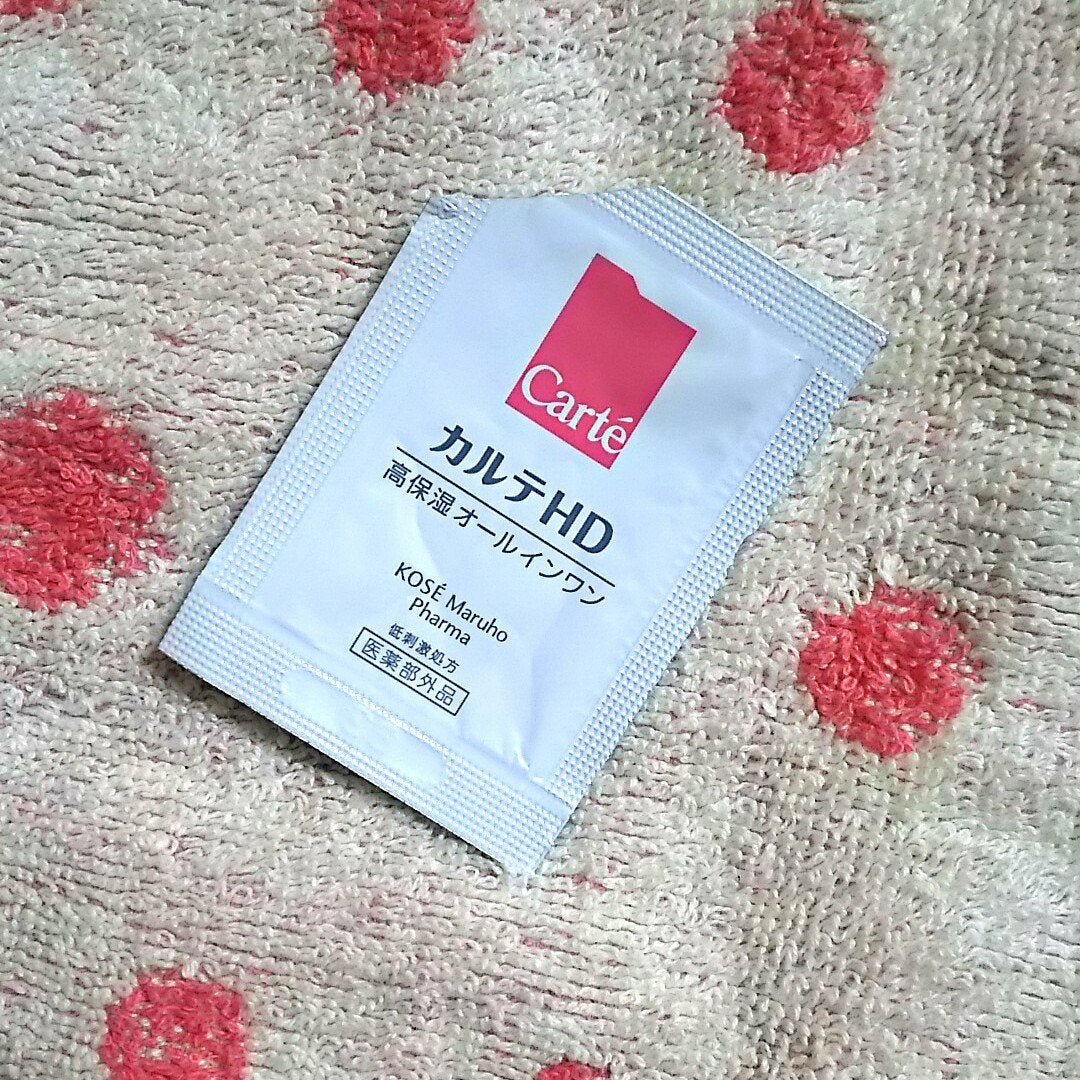 Carté
カルテHD
高保湿オールインワン
KOSÉ Maruho
Pharma
低刺激処方
医薬部外品